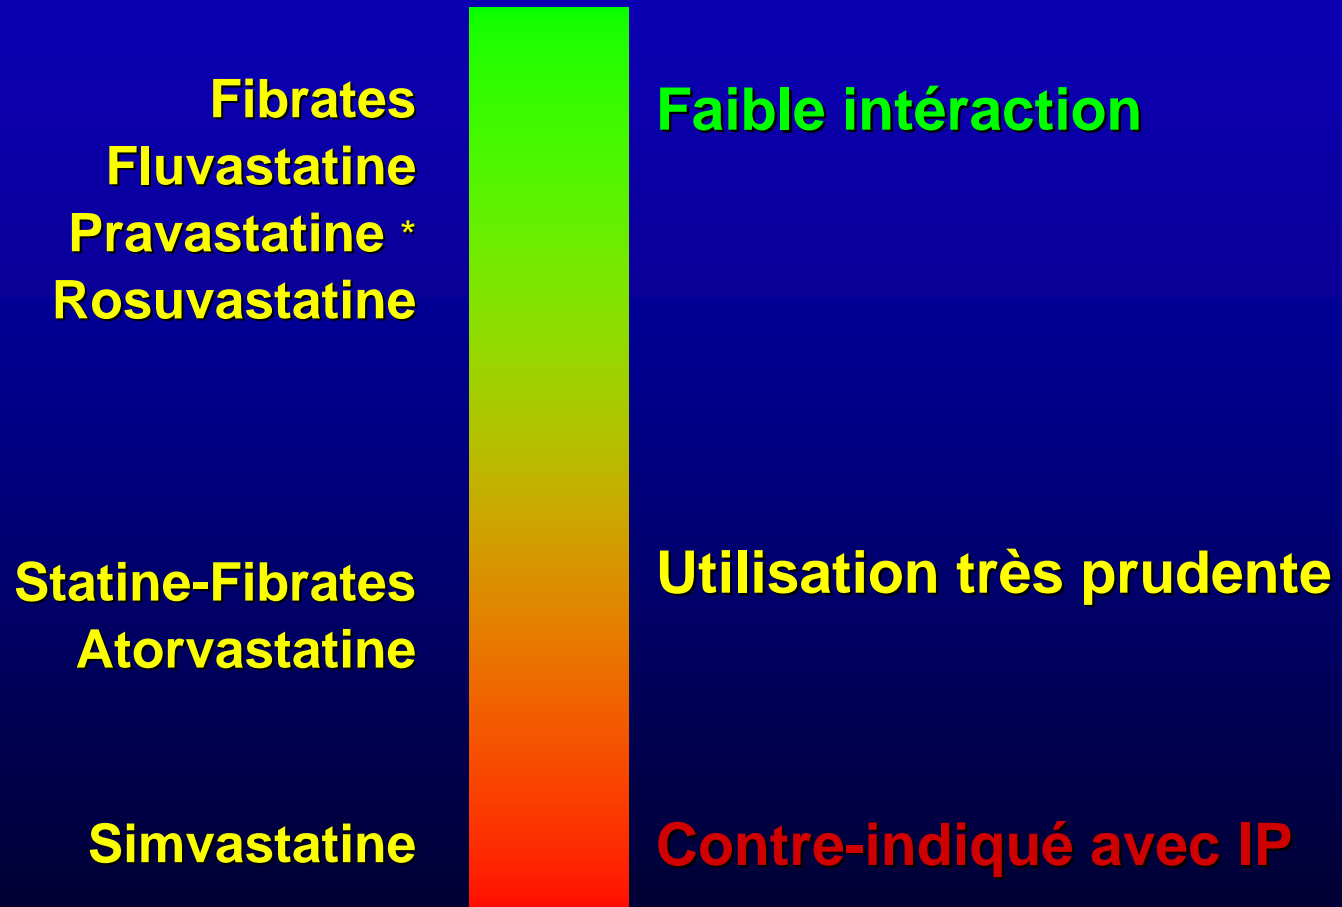 Fibrates
Fluvastatine
Pravastatine *
Rosuvastatine
Faible intéraction
Statine-Fibrates
Atorvastatine
Utilisation très prudente
Simvastatine
Contre-indiqué avec IP